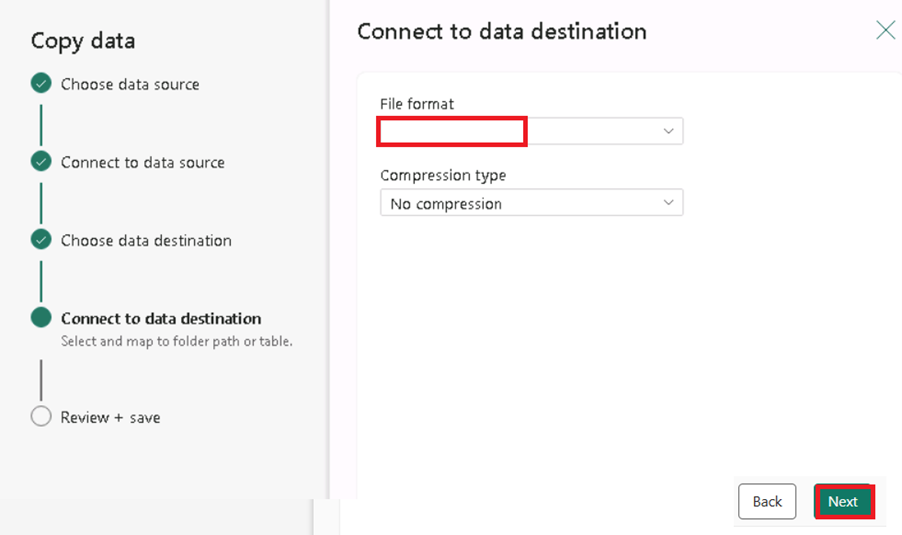 Copy data
Choose data source
Connect to data source
Choose data destination
Connect to data destination
Select and map to folder path or table.
Review + save
Connect to data destination
File format
Compression type
No compression
Back
Next